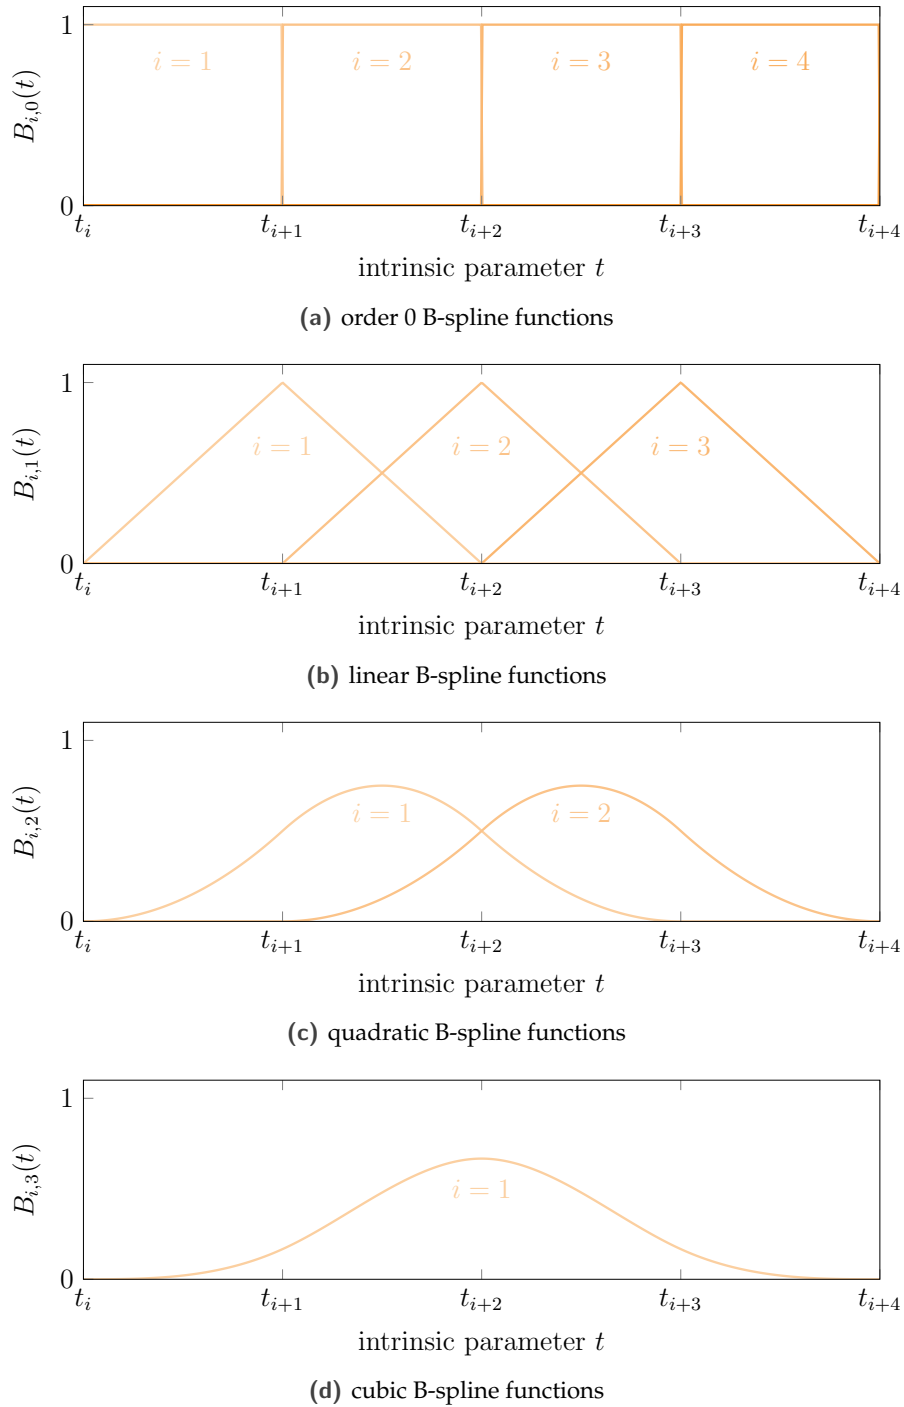 1
i = 1 i = 2 i = 3 i = 4
B_{i,0}(t)
0
t_i t_{i+1} t_{i+2} t_{i+3} t_{i+4}
intrinsic parameter t
(a) order 0 B-spline functions
1
i = 1 i = 2 i = 3
B_{i,1}(t)
0
t_i t_{i+1} t_{i+2} t_{i+3} t_{i+4}
intrinsic parameter t
(b) linear B-spline functions
1
i = 1 i = 2
B_{i,2}(t)
0
t_i t_{i+1} t_{i+2} t_{i+3} t_{i+4}
intrinsic parameter t
(c) quadratic B-spline functions
1
i = 1
B_{i,3}(t)
0
t_i t_{i+1} t_{i+2} t_{i+3} t_{i+4}
intrinsic parameter t
(d) cubic B-spline functions